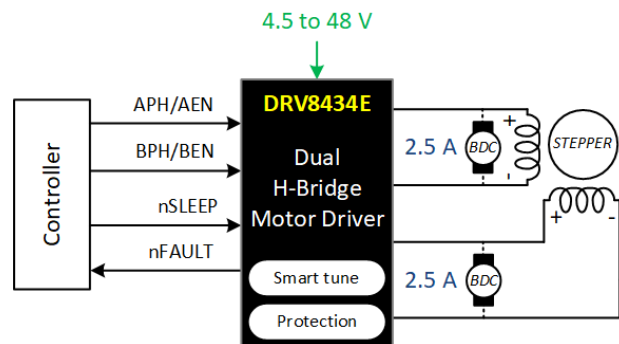 4.5 to 48 V
Controller
APH/AEN
BPH/BEN
nSLEEP
nFAULT
DRV8434E
Dual
H-Bridge
Motor Driver
Smart tune
Protection
2.5 A
BDC
+
-
STEPPER
+ -
2.5 A
BDC